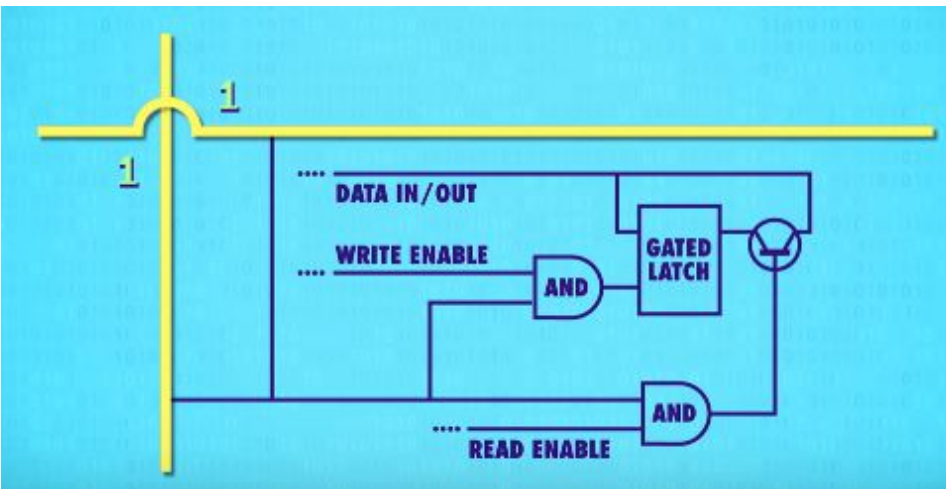 1
1
DATA IN/OUT
WRITE ENABLE
GATED
LATCH
AND
AND
READ ENABLE